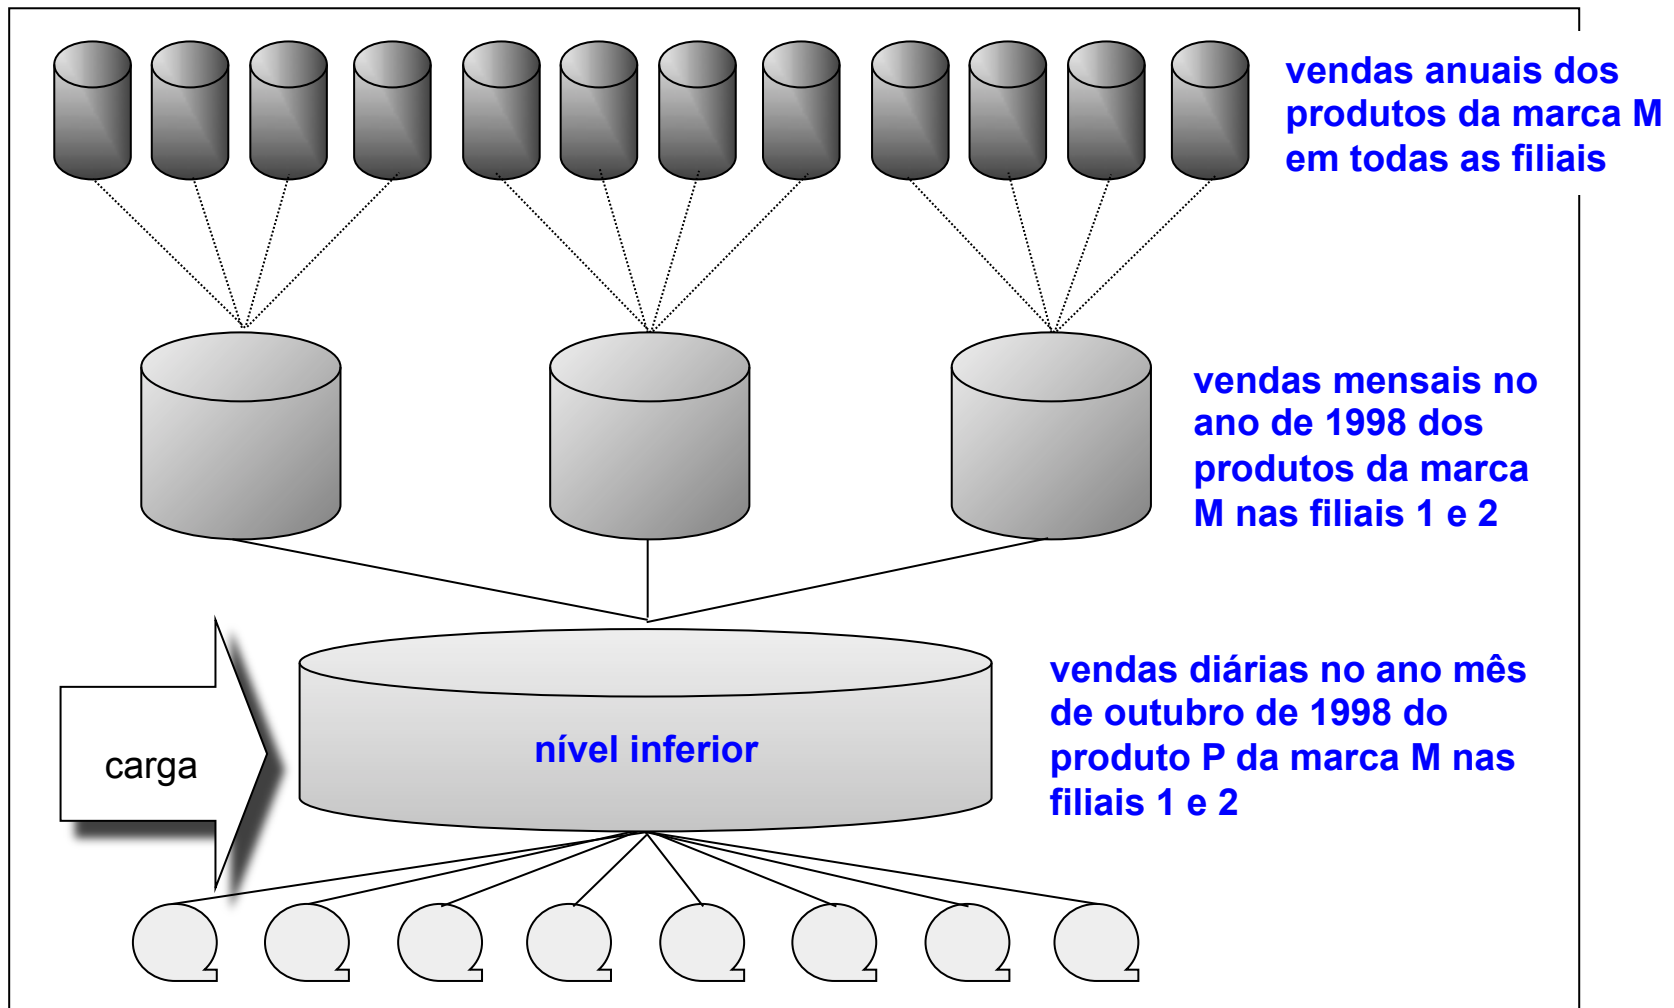 vendas anuais dos
produtos da marca M
em todas as filiais
vendas mensais no
ano de 1998 dos
produtos da marca
M nas filiais 1 e 2
vendas diárias no ano mês
de outubro de 1998 do
produto P da marca M nas
filiais 1 e 2
nível inferior
carga